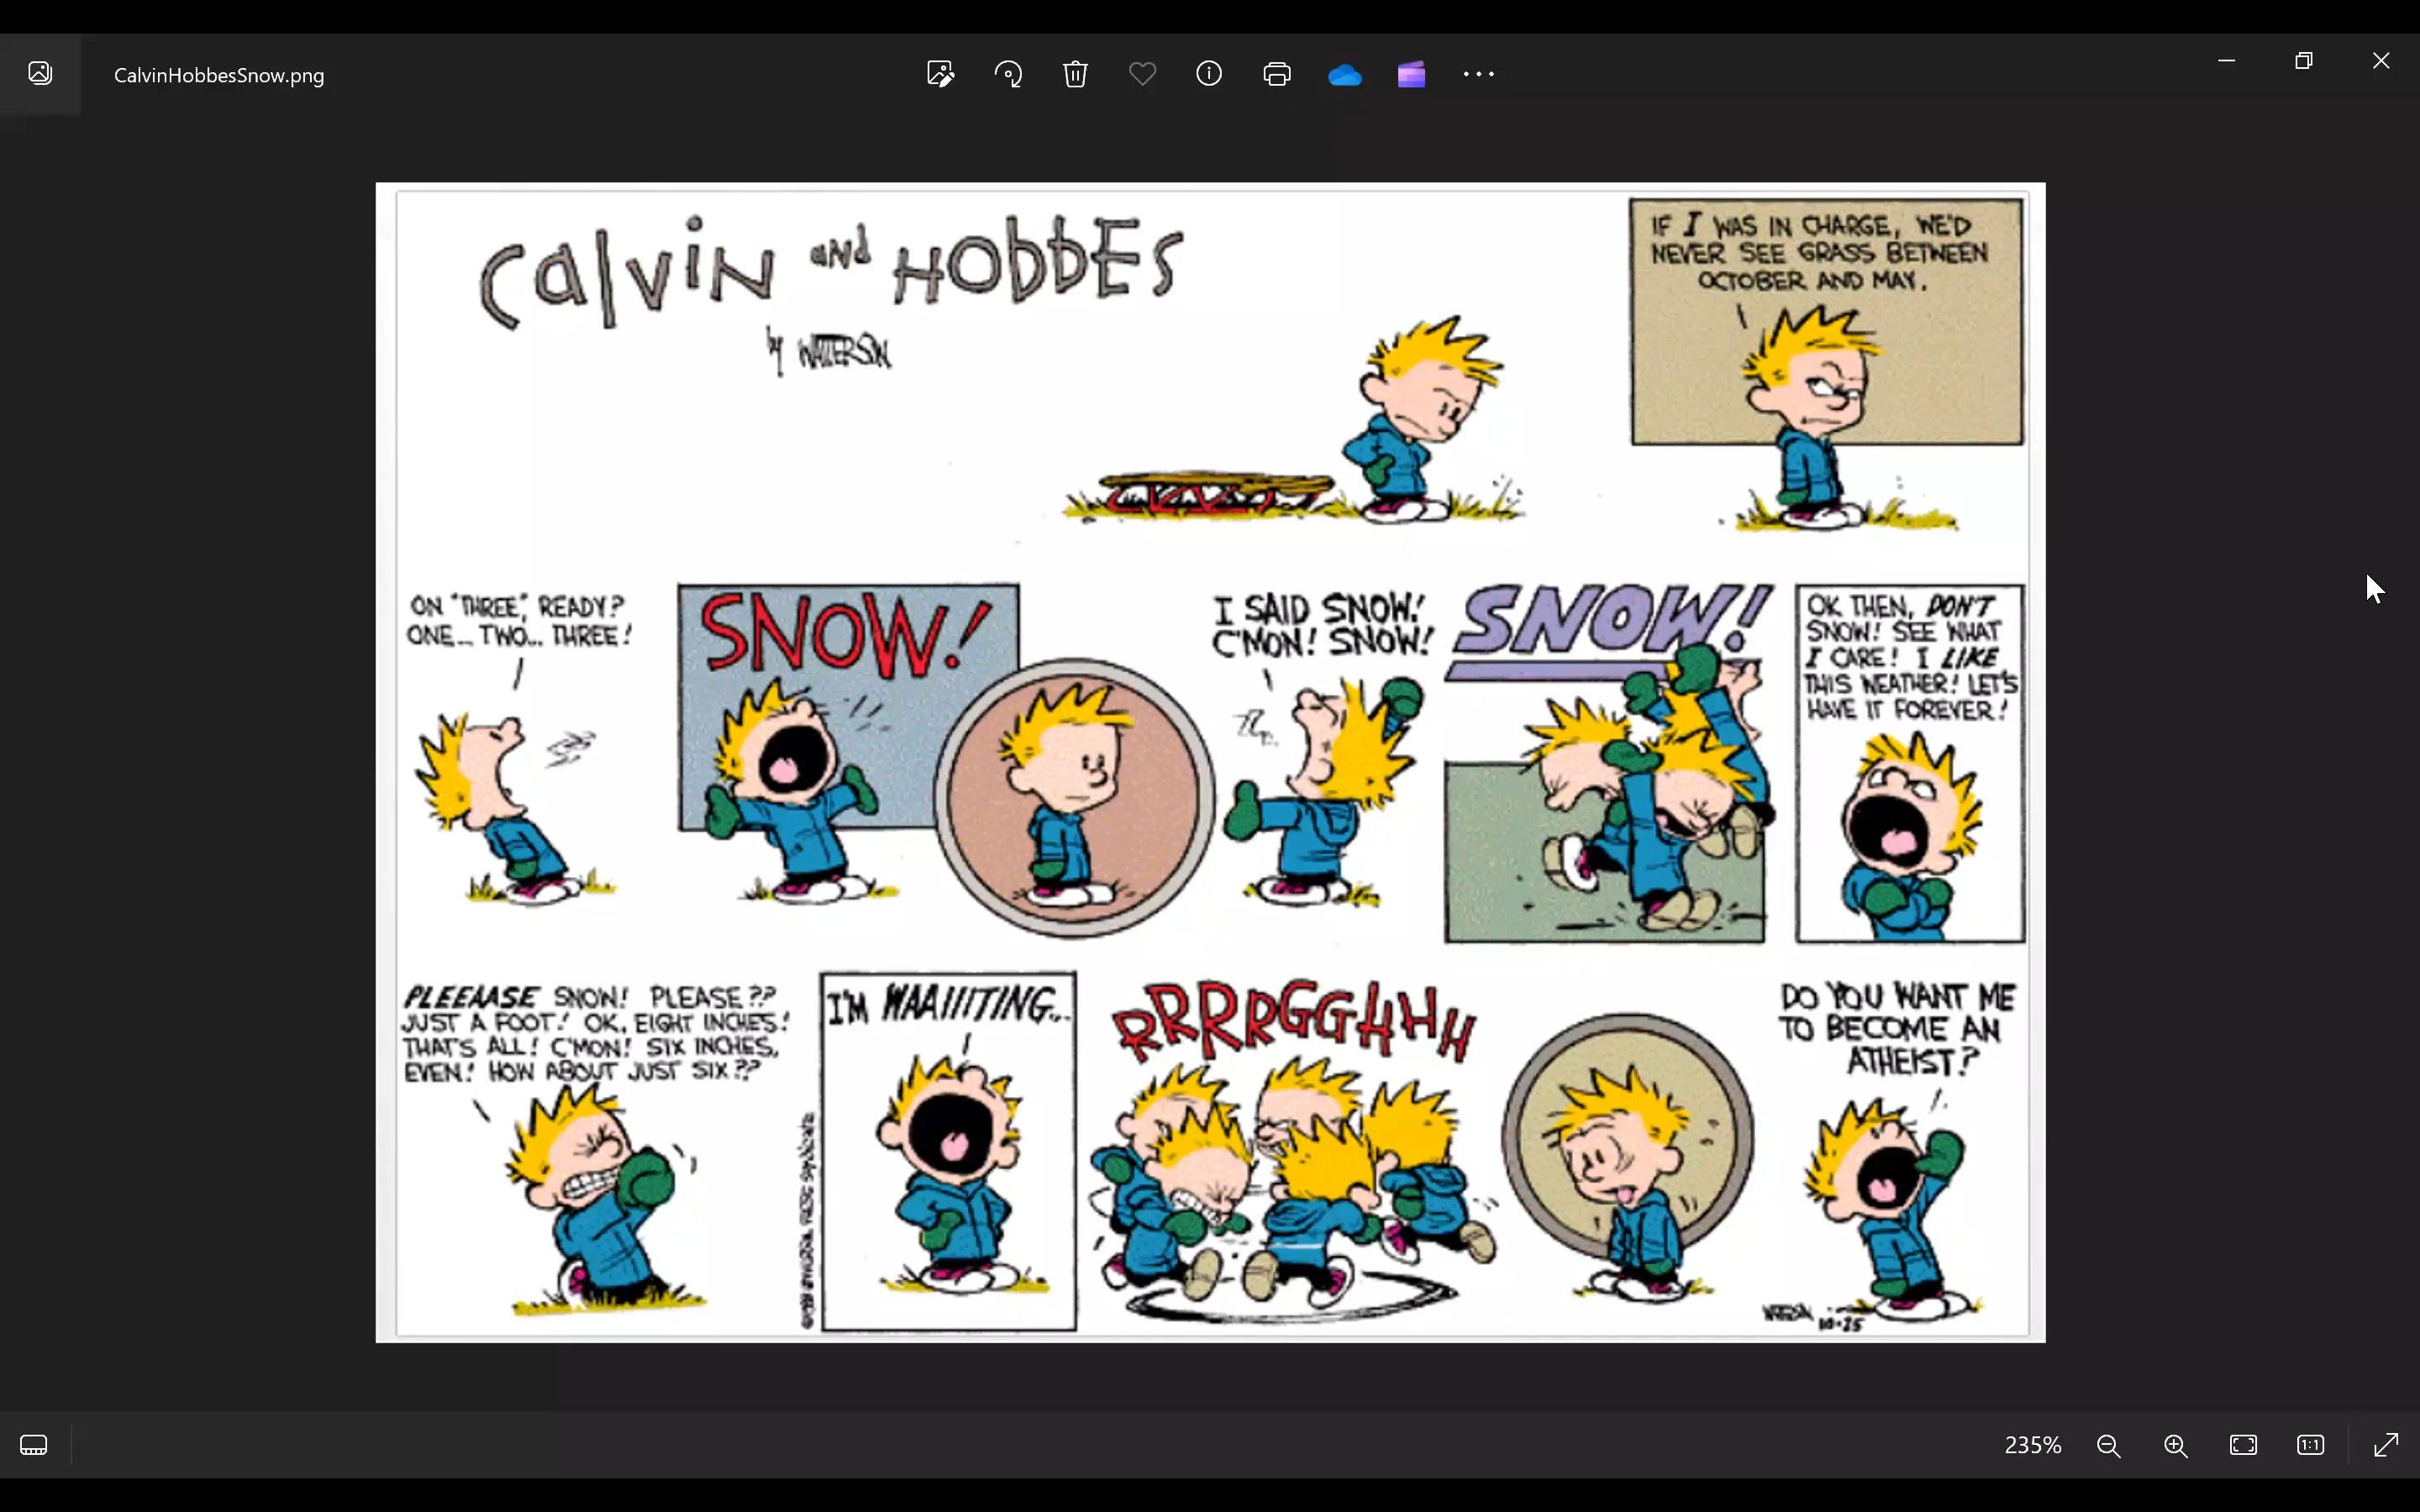 CalvinHobbesSnow.png
Calvin and Hobbes
by WATTERSON
IF I WAS IN CHARGE, WE'D
NEVER SEE GRASS BETWEEN
OCTOBER AND MAY.
ON "THREE", READY?
ONE... TWO... THREE!
SNOW!
I SAID SNOW!
C'MON! SNOW!
SNOW!
OK THEN, DON'T
SNOW! SEE WHAT
I CARE! I LIKE
THIS WEATHER! LET'S
HAVE IT FOREVER!
PLEEAASE SNOW! PLEASE??
JUST A FOOT! OK, EIGHT INCHES!
THAT'S ALL! C'MON! SIX INCHES,
EVEN! HOW ABOUT JUST SIX??
I'M WAAIIITING...
RRRRGGHHH
DO YOU WANT ME
TO BECOME AN
ATHEIST?
WATTERSON
10-25
235%
1:1